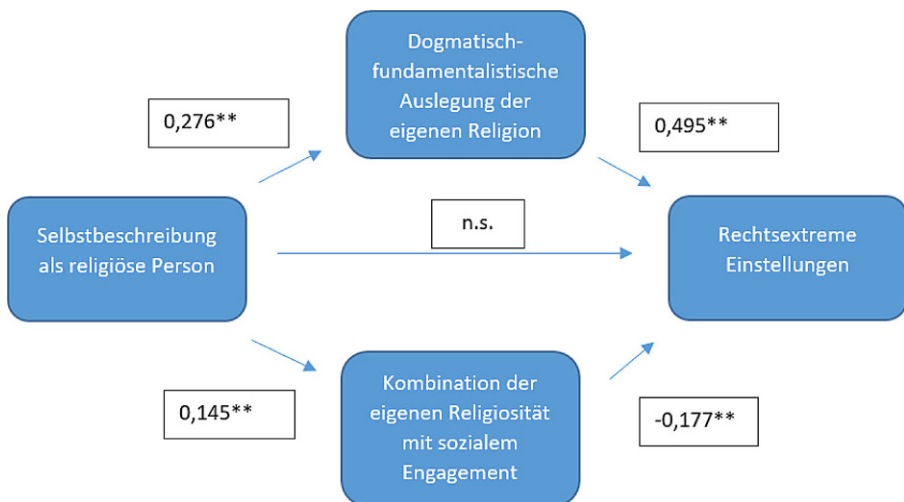 Dogmatisch-
fundamentalistische
Auslegung der
eigenen Religion
0,276**
0,495**
Selbstbeschreibung
als religiöse Person
n.s.
Rechtsextreme
Einstellungen
0,145**
Kombination der
eigenen Religiosität
mit sozialem
Engagement
-0,177**